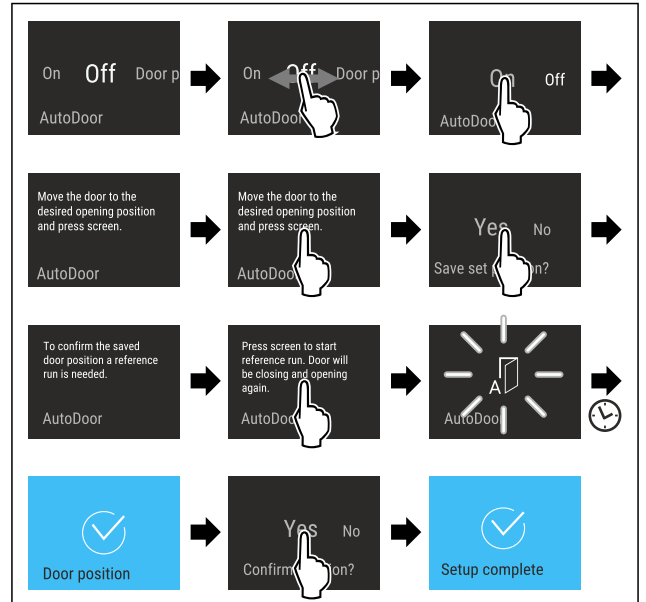 On Off Door p
AutoDoor
On Off Door p
AutoDoor
On Off
AutoDoo
Move the door to the
desired opening position
and press screen.
AutoDoor
Move the door to the
desired opening position
and press screen.
AutoDoo
Yes No
Save set p on?
To confirm the saved
door position a reference
run is needed.
AutoDoor
Press screen to start
reference run. Door will
be closing and opening
again.
AutoDoo
A
AutoDoo
Door position
Yes No
Confirm on?
Setup complete